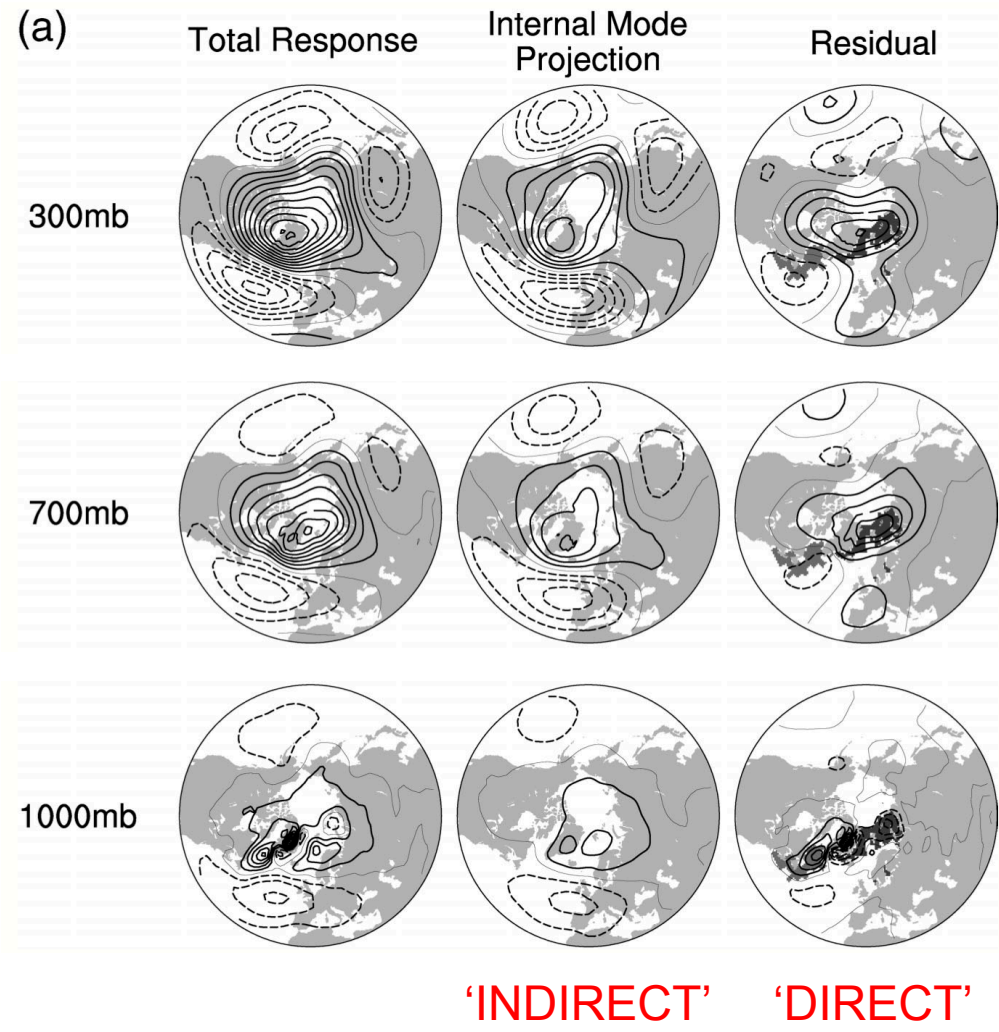 (a)
Total Response
Internal Mode
Projection
Residual
300mb
700mb
1000mb
‘INDIRECT’
‘DIRECT’